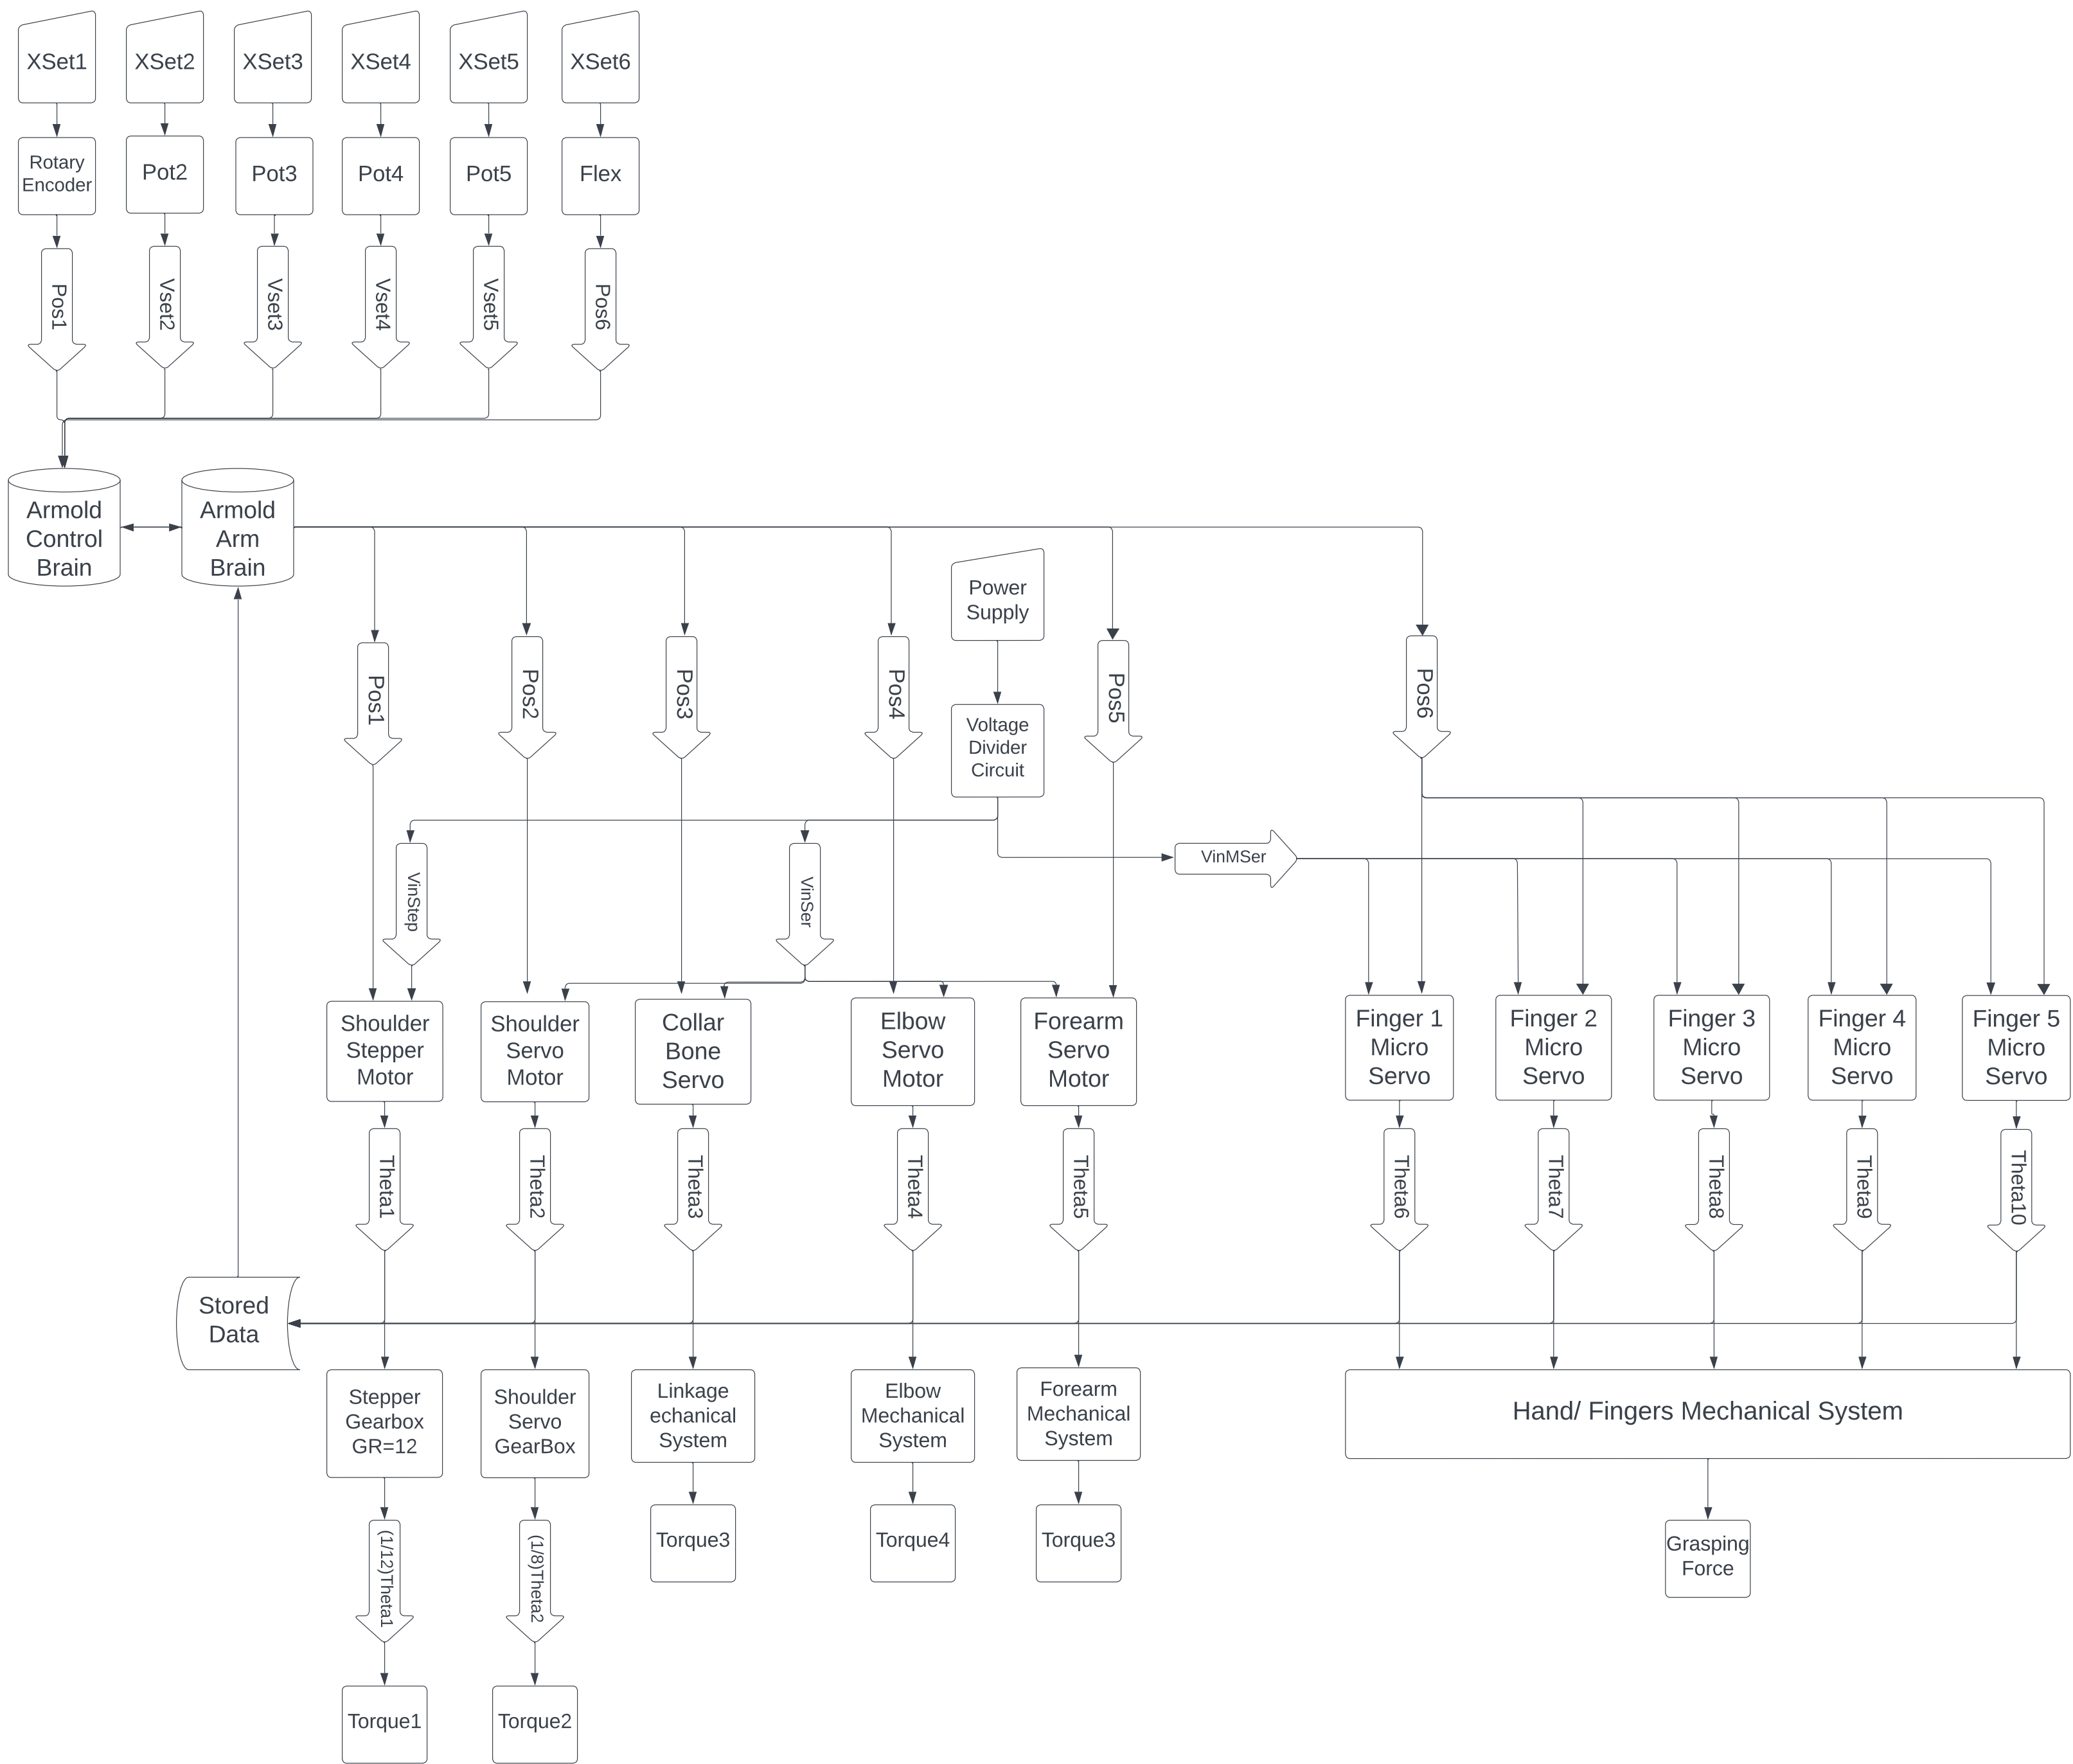 XSet1
XSet2
XSet3
XSet4
XSet5
XSet6
Rotary
Encoder
Pot2
Pot3
Pot4
Pot5
Flex
Pos1
Vset2
Vset3
Vset4
Vset5
Pos6
Armold
Control
Brain
Armold
Arm
Brain
Power
Supply
Pos1
Pos2
Pos3
Pos4
Pos5
Pos6
Voltage
Divider
Circuit
VinStep
VinSer
VinMSer
Shoulder
Stepper
Motor
Shoulder
Servo
Motor
Collar
Bone
Servo
Elbow
Servo
Motor
Forearm
Servo
Motor
Finger 1
Micro
Servo
Finger 2
Micro
Servo
Finger 3
Micro
Servo
Finger 4
Micro
Servo
Finger 5
Micro
Servo
Theta1
Theta2
Theta3
Theta4
Theta5
Theta6
Theta7
Theta8
Theta9
Theta10
Stored
Data
Stepper
Gearbox
GR=12
Shoulder
Servo
GearBox
Linkage
echanical
System
Elbow
Mechanical
System
Forearm
Mechanical
System
Hand/ Fingers Mechanical System
(1/12)Theta1
(1/8)Theta2
Torque3
Torque4
Torque3
Grasping
Force
Torque1
Torque2